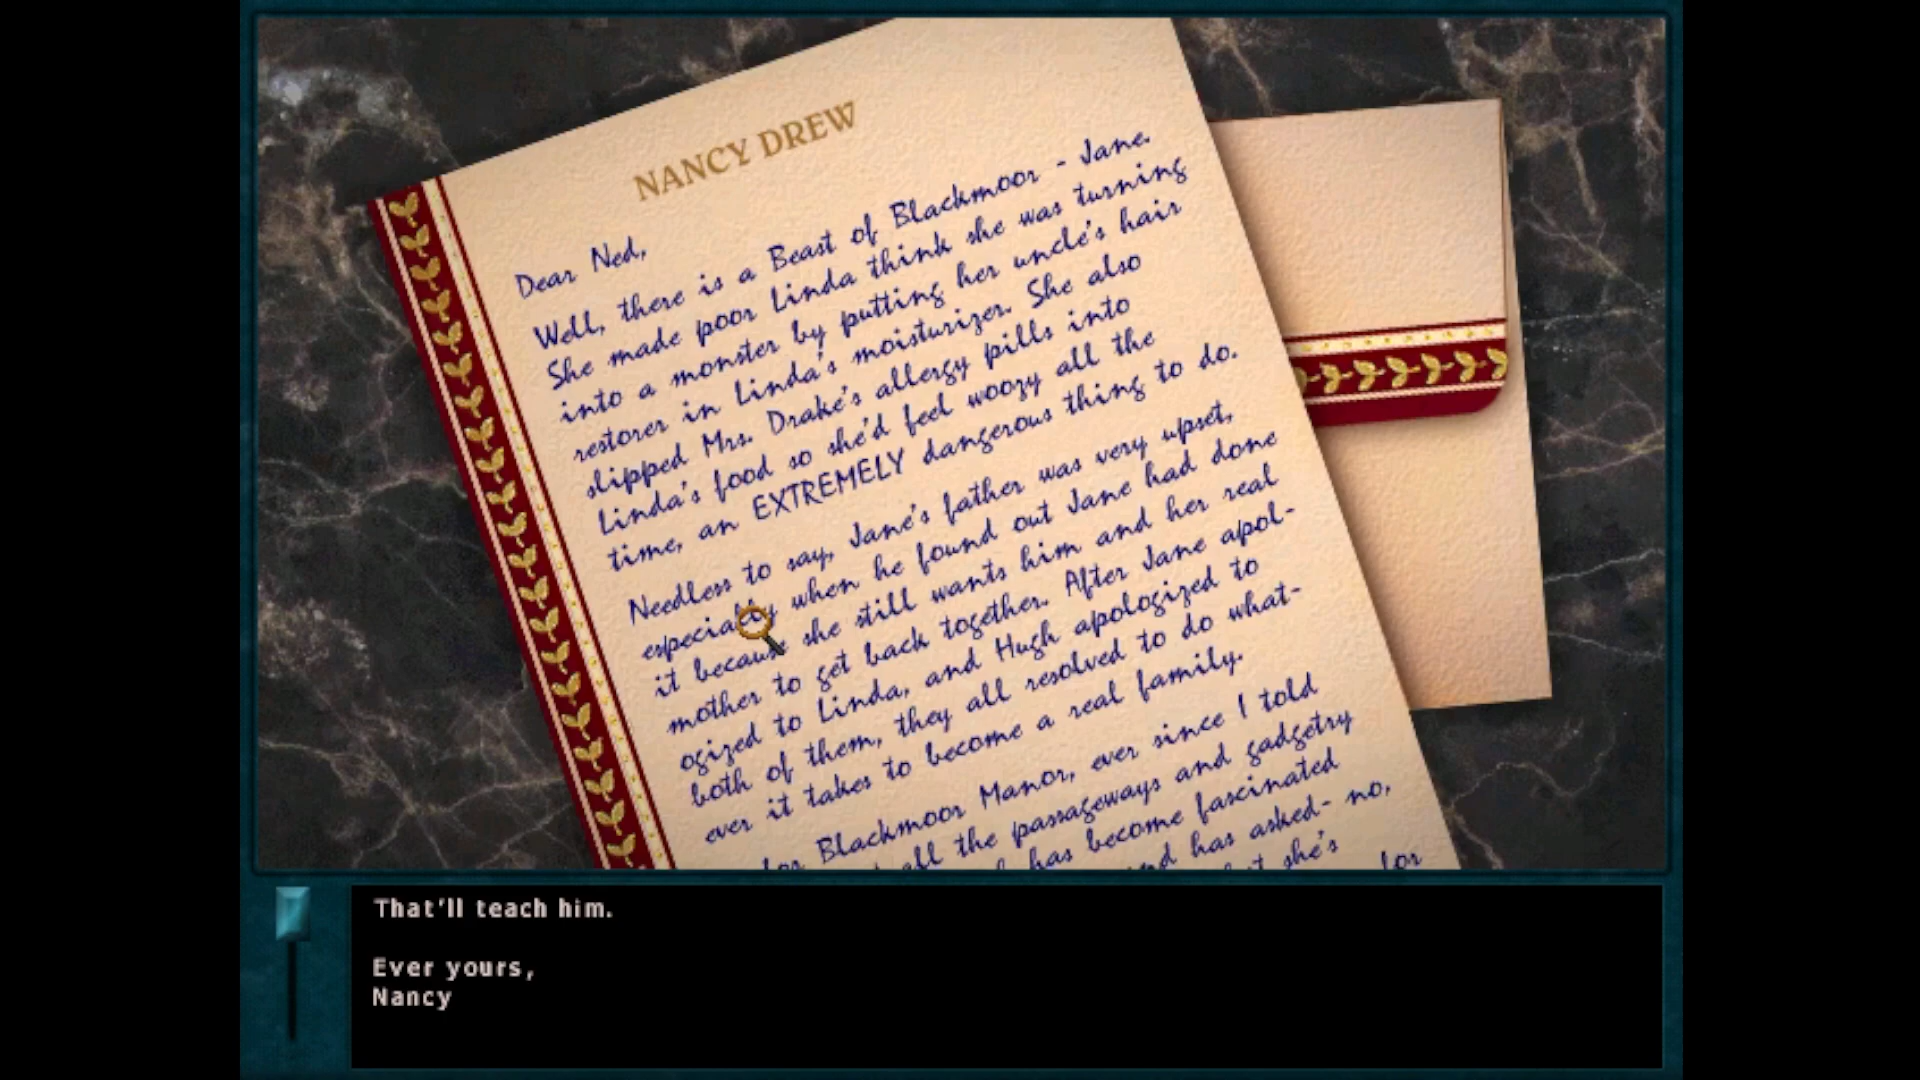 NANCY DREW
Dear Ned,
Well, there is a Beast of Blackmoor - Jane.
She made poor Linda think she was turning
into a monster by putting her uncle's hair
restorer in Linda's moisturizer. She also
slipped Mrs. Drake's allergy pills into
Linda's food so she'd feel woozy all the
time, an EXTREMELY dangerous thing to do.
Needless to say, Jane's father was very upset,
especially when he found out Jane had done
it because she still wants him and her real
mother to get back together. After Jane apol-
ogized to Linda, and Hugh apologized to
both of them, they all resolved to do what-
ever it takes to become a real family.
for Blackmoor Manor, ever since I told
all the passageways and gadgetry
has become fascinated
has asked- no,
she's
for
That'll teach him.
Ever yours,
Nancy